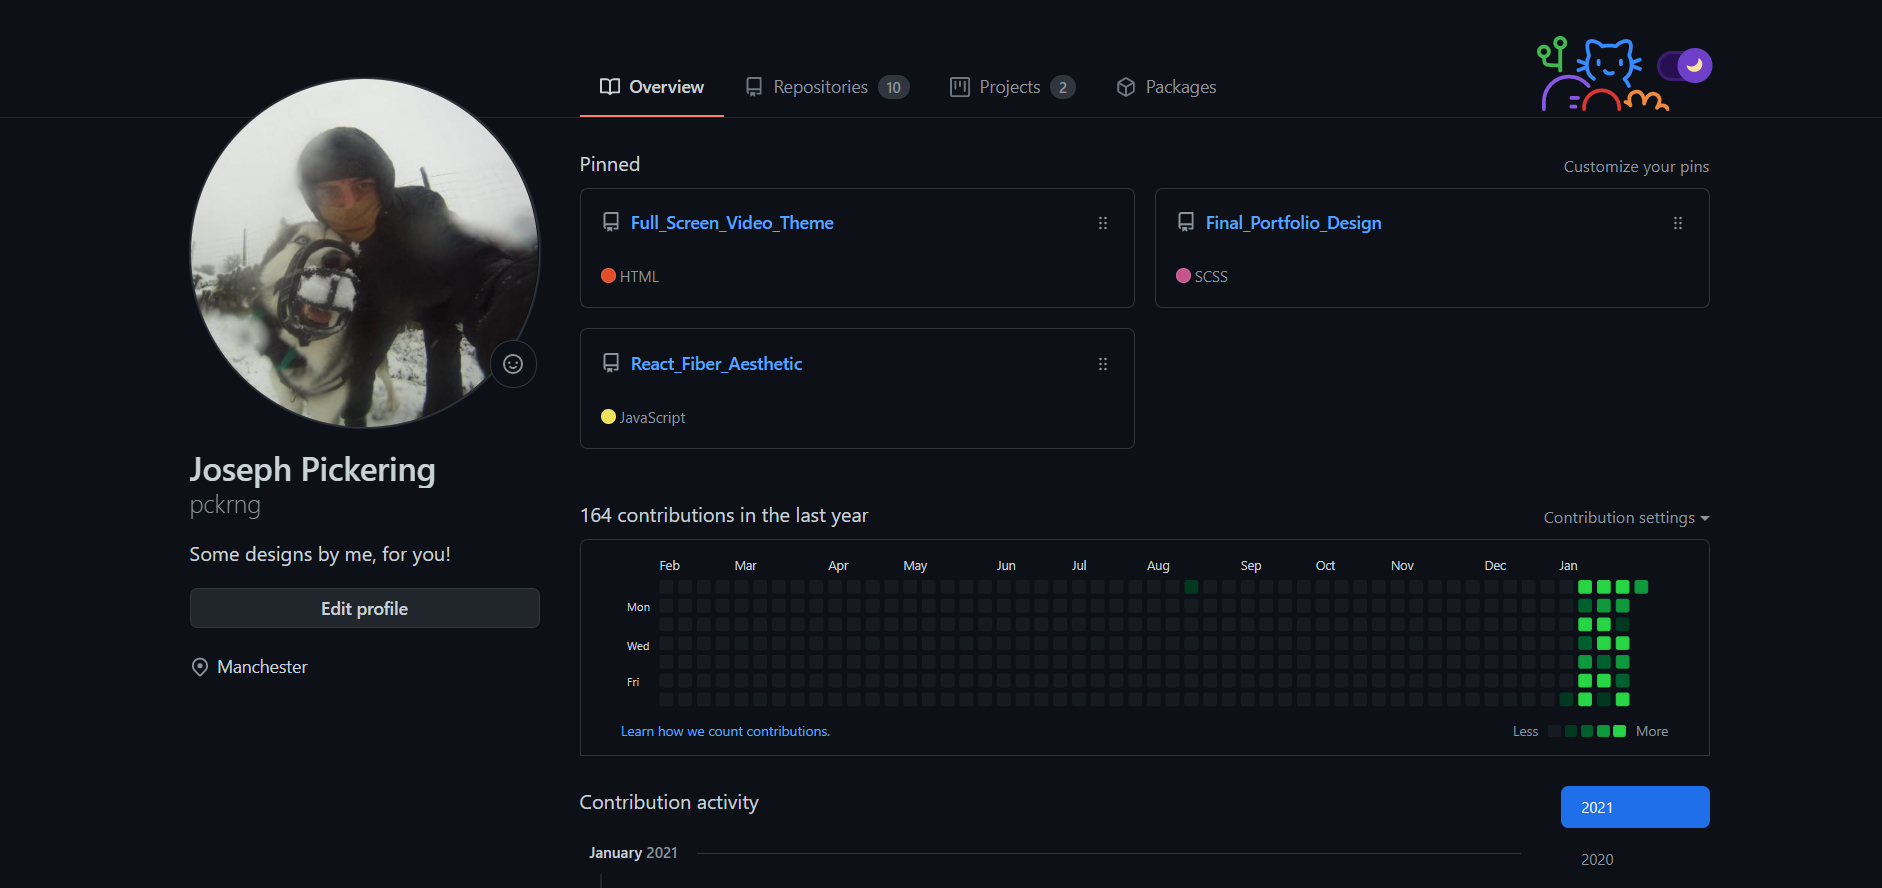 Overview
Repositories 10
Projects 2
Packages
Pinned
Customize your pins
Full_Screen_Video_Theme
HTML
Final_Portfolio_Design
SCSS
React_Fiber_Aesthetic
JavaScript
Joseph Pickering
pckrng
Some designs by me, for you!
Edit profile
Manchester
164 contributions in the last year
Contribution settings
Feb Mar Apr May Jun Jul Aug Sep Oct Nov Dec Jan
Mon
Wed
Fri
Learn how we count contributions.
Less More
Contribution activity
2021
January 2021
2020